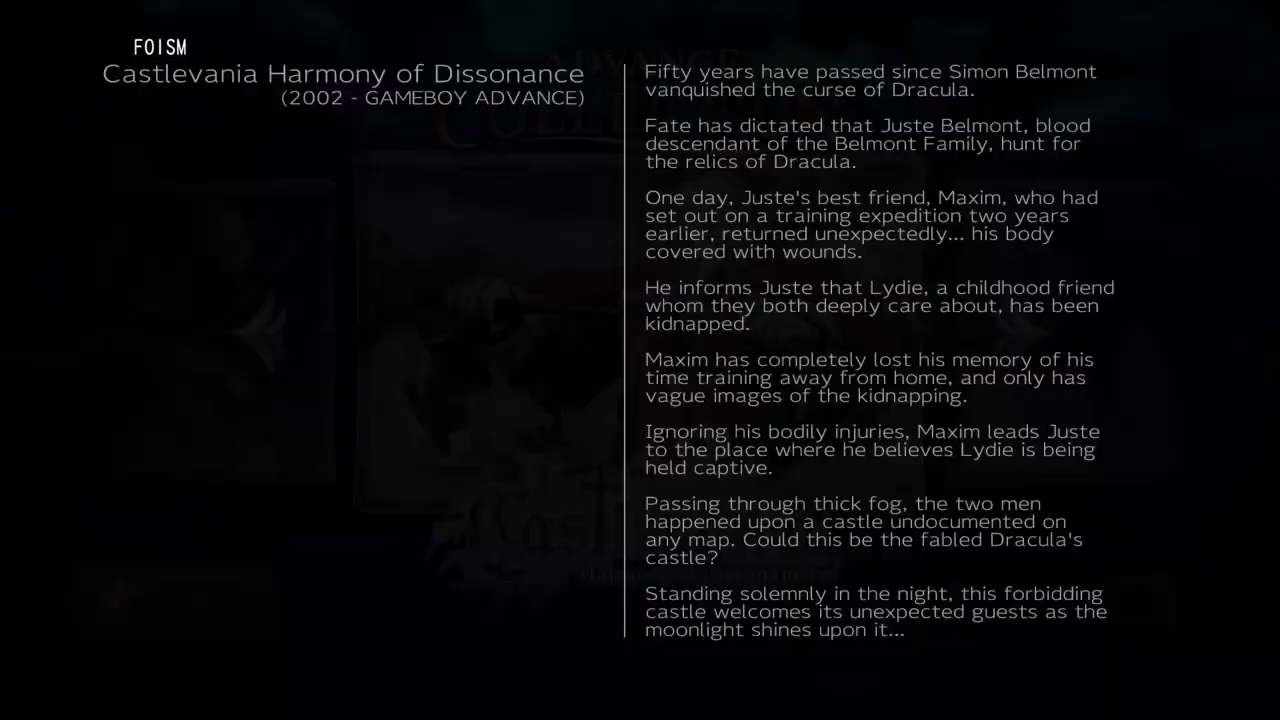 FOISM
Castlevania Harmony of Dissonance
(2002 - GAMEBOY ADVANCE)
Fifty years have passed since Simon Belmont
vanquished the curse of Dracula.
Fate has dictated that Juste Belmont, blood
descendant of the Belmont Family, hunt for
the relics of Dracula.
One day, Juste's best friend, Maxim, who had
set out on a training expedition two years
earlier, returned unexpectedly... his body
covered with wounds.
He informs Juste that Lydie, a childhood friend
whom they both deeply care about, has been
kidnapped.
Maxim has completely lost his memory of his
time training away from home, and only has
vague images of the kidnapping.
Ignoring his bodily injuries, Maxim leads Juste
to the place where he believes Lydie is being
held captive.
Passing through thick fog, the two men
happened upon a castle undocumented on
any map. Could this be the fabled Dracula's
castle?
Standing solemnly in the night, this forbidding
castle welcomes its unexpected guests as the
moonlight shines upon it...